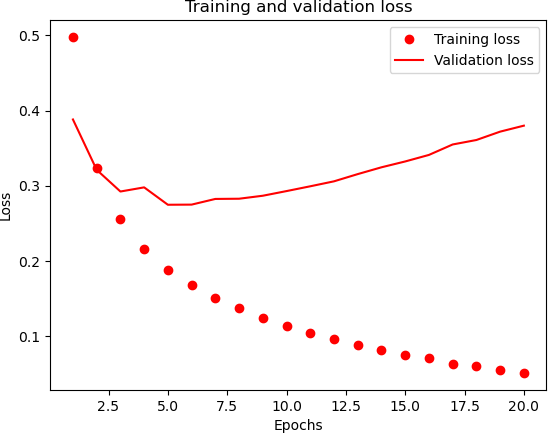 Training and validation loss
Training loss
Validation loss
0.5
0.4
0.3
0.2
0.1
Loss
2.5 5.0 7.5 10.0 12.5 15.0 17.5 20.0
Epochs